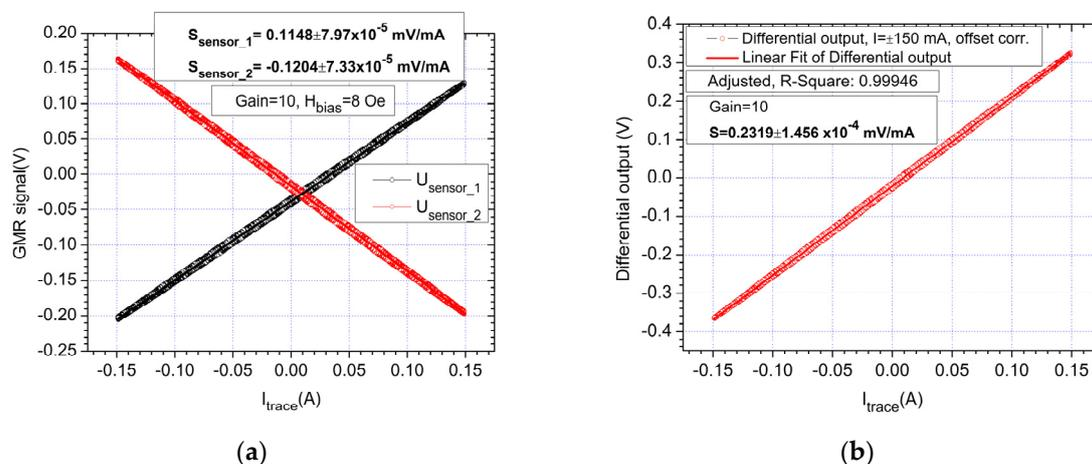 S_sensor_1= 0.1148±7.97x10^-5 mV/mA
S_sensor_2= -0.1204±7.33x10^-5 mV/mA
Gain=10, H_bias=8 Oe
U_sensor_1
U_sensor_2
GMR signal(V)
0.20
0.15
0.10
0.05
0.00
-0.05
-0.10
-0.15
-0.20
-0.25
-0.15 -0.10 -0.05 0.00 0.05 0.10 0.15
I_trace(A)
(a)
Differential output, I=±150 mA, offset corr.
Linear Fit of Differential output
Adjusted, R-Square: 0.99946
Gain=10
S=0.2319±1.456 x10^-4 mV/mA
Differential output (V)
0.4
0.3
0.2
0.1
0.0
-0.1
-0.2
-0.3
-0.4
-0.15 -0.10 -0.05 0.00 0.05 0.10 0.15
I_trace(A)
(b)